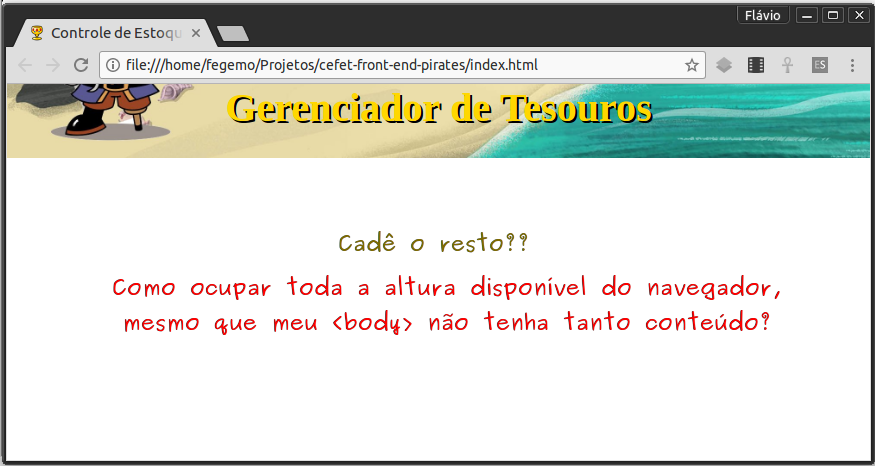 Flávio
Controle de Estoqu
file:///home/fegemo/Projetos/cefet-front-end-pirates/index.html
ES
Gerenciador de Tesouros
Cadê o resto??
Como ocupar toda a altura disponível do navegador,
mesmo que meu <body> não tenha tanto conteúdo?